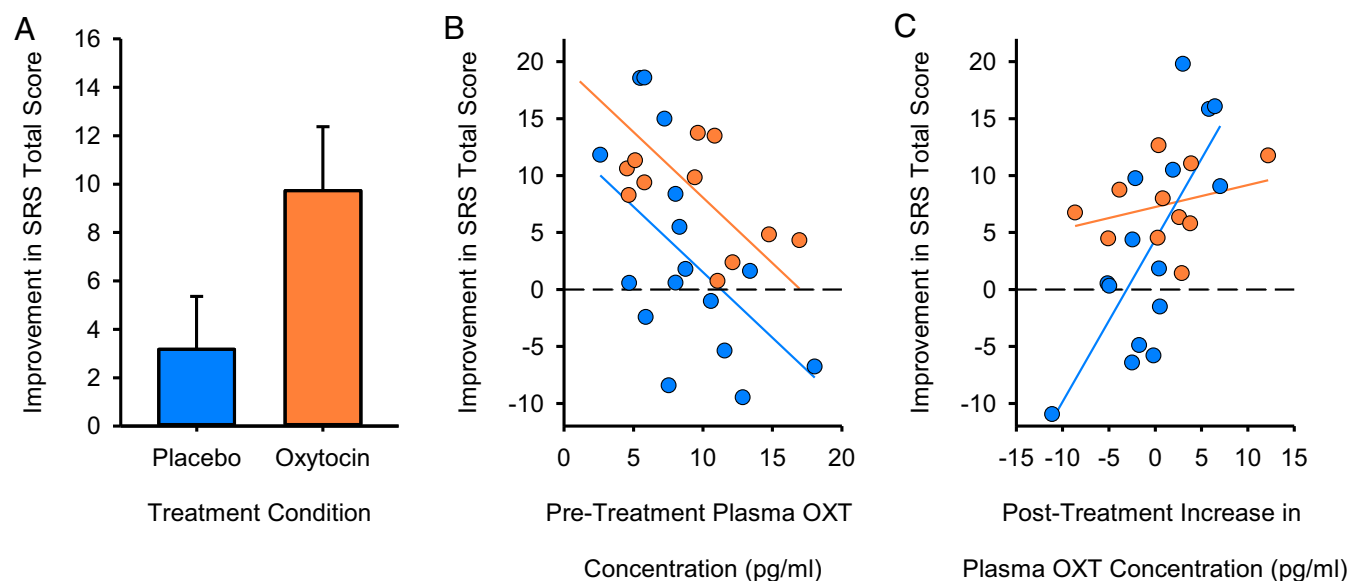 A
Improvement in SRS Total Score
16
14
12
10
8
6
4
2
0
Placebo Oxytocin
Treatment Condition
B
Improvement in SRS Total Score
20
15
10
5
0
-5
-10
0 5 10 15 20
Pre-Treatment Plasma OXT
Concentration (pg/ml)
C
Improvement in SRS Total Score
20
15
10
5
0
-5
-10
-15 -10 -5 0 5 10 15
Post-Treatment Increase in
Plasma OXT Concentration (pg/ml)